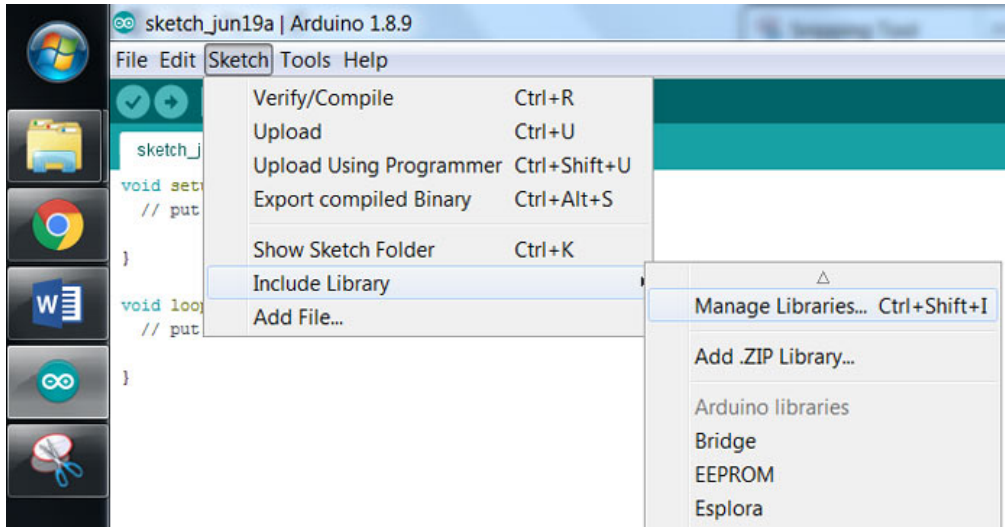 sketch_jun19a | Arduino 1.8.9
File Edit Sketch Tools Help
Verify/Compile Ctrl+R
Upload Ctrl+U
sketch_j
Upload Using Programmer Ctrl+Shift+U
void set
Export compiled Binary Ctrl+Alt+S
// put
Show Sketch Folder Ctrl+K
}
Include Library
Manage Libraries... Ctrl+Shift+I
void loop
Add File...
// put
Add .ZIP Library...
}
Arduino libraries
Bridge
EEPROM
Esplora
W